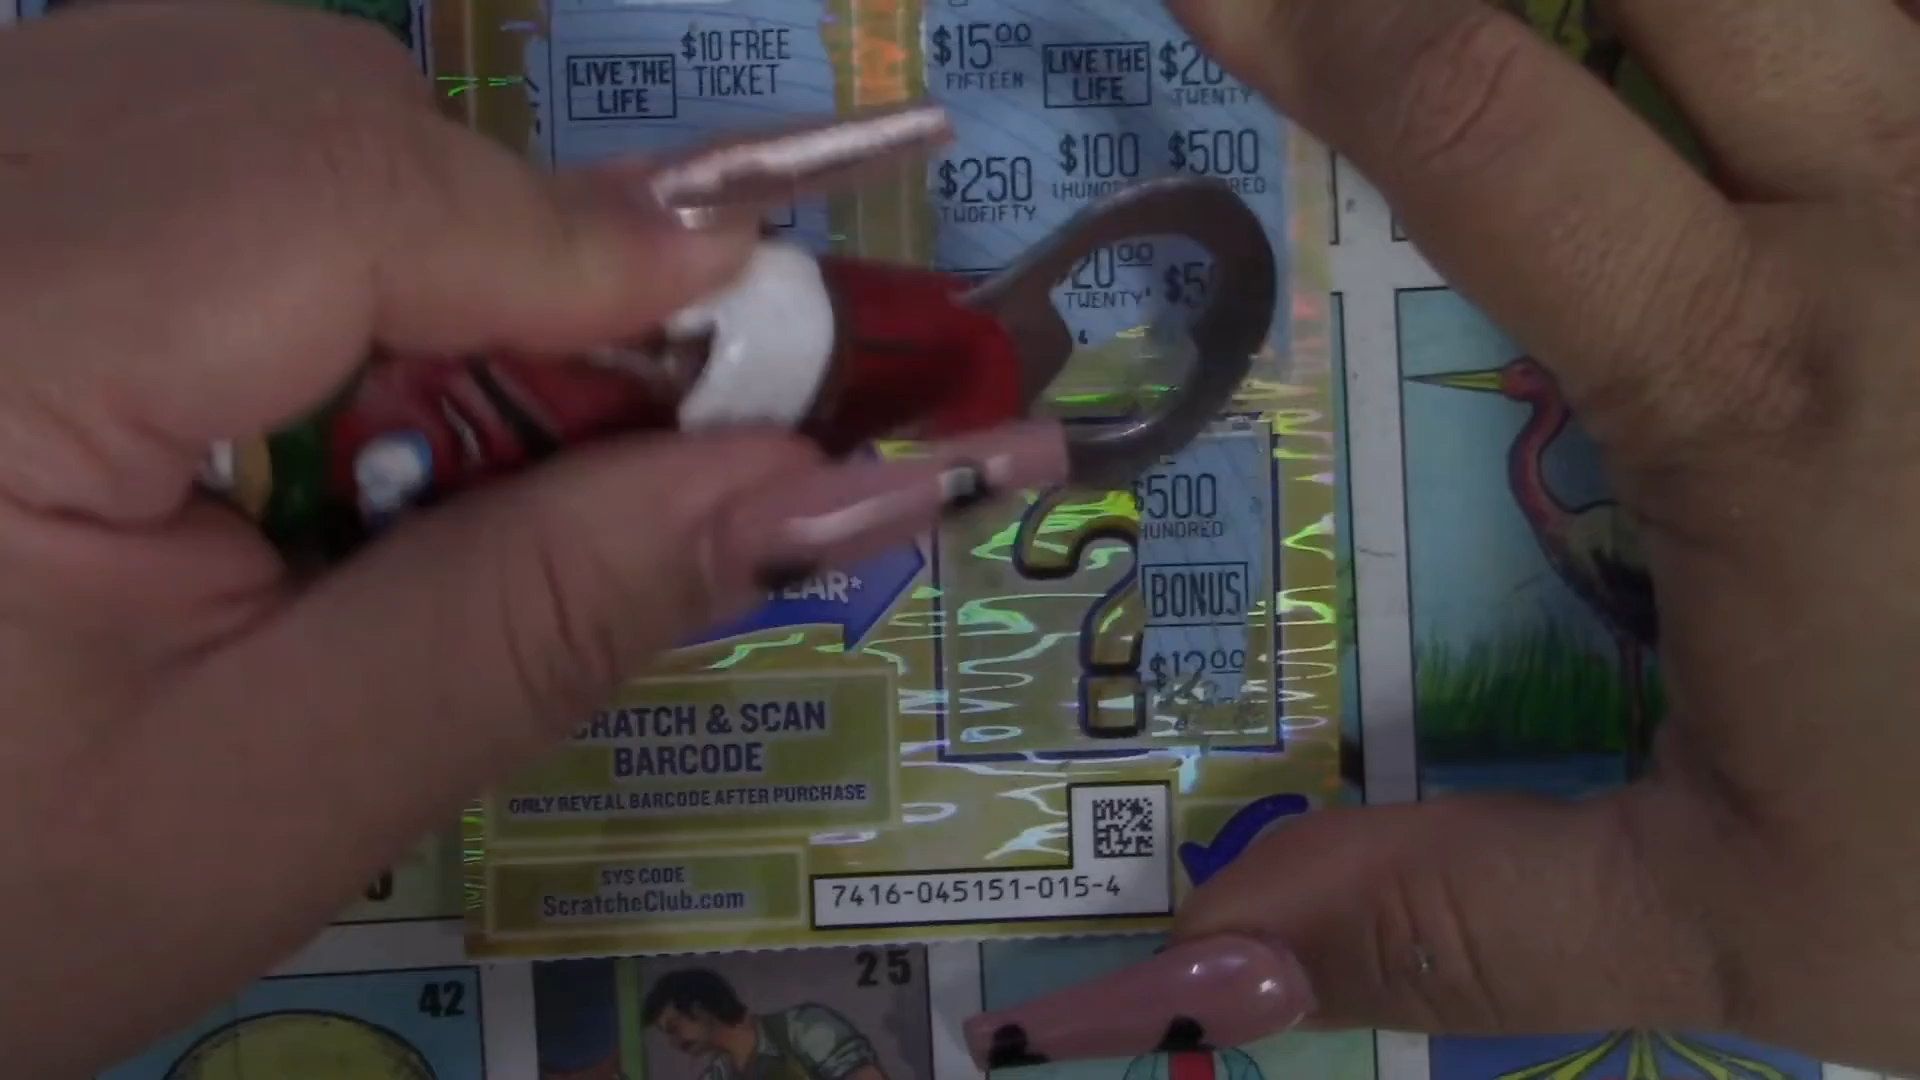 $10 FREE
TICKET
LIVE THE
LIFE
$15.00
FIFTEEN
LIVE THE
LIFE
TWENTY
$250
TWOFIFTY
$100
$500
20.00
TWENTY
$500
HUNDRED
BONUS
$12.00
SCRATCH & SCAN
BARCODE
ONLY REVEAL BARCODE AFTER PURCHASE
SYS CODE
ScratcheClub.com
7416-045151-015-4
42
25